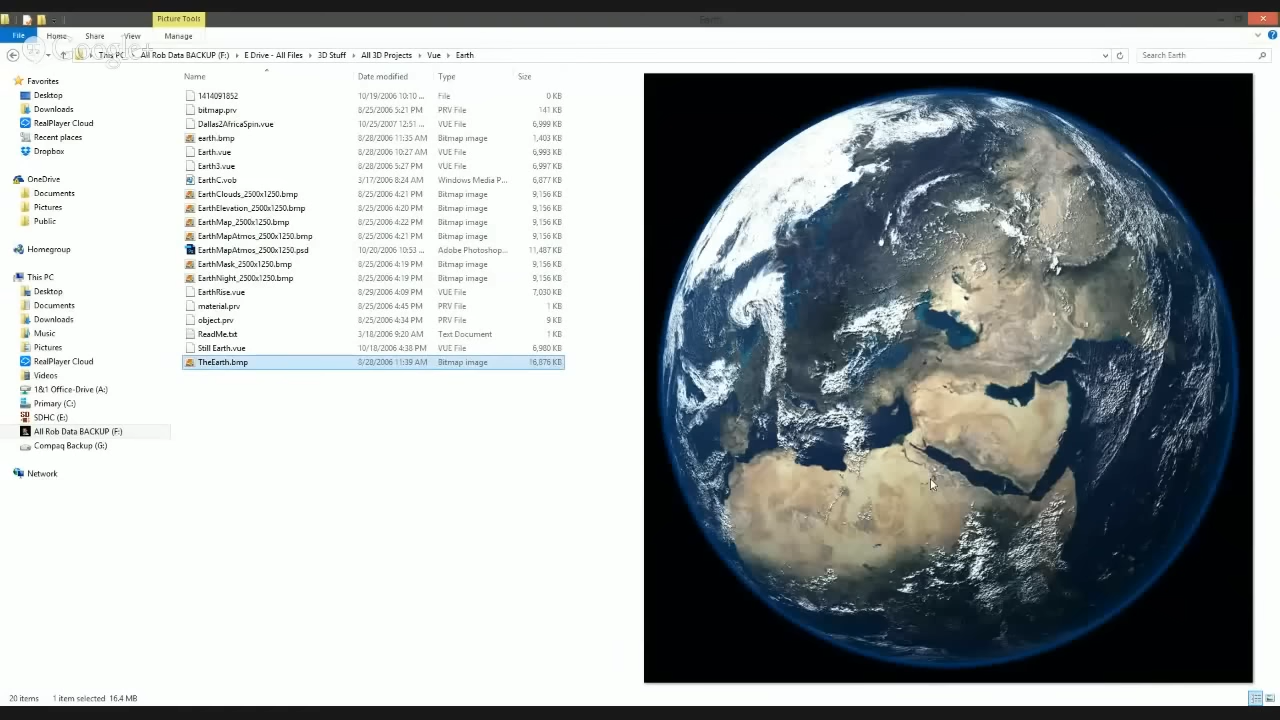 Picture Tools
Earth
File Home Share View Manage
Google+
This PC All Rob Data BACKUP (F:) E Drive - All Files 3D Stuff All 3D Projects Vue Earth
Search Earth
Name Date modified Type Size
Favorites
Desktop
Downloads
RealPlayer Cloud
Recent places
Dropbox
OneDrive
Documents
Pictures
Public
Homegroup
This PC
Desktop
Documents
Downloads
Music
Pictures
RealPlayer Cloud
Videos
1&1 Office-Drive (A:)
Primary (C:)
SDHC (E:)
All Rob Data BACKUP (F:)
Compaq Backup (G:)
Network
1414091852 10/19/2006 10:10 ... File 0 KB
bitmap.prv 8/25/2006 5:21 PM PRV File 141 KB
Dallas2AfricaSpin.vue 10/25/2007 12:51 ... VUE File 6,999 KB
earth.bmp 8/28/2006 11:35 AM Bitmap image 1,403 KB
Earth.vue 8/28/2006 10:27 AM VUE File 6,993 KB
Earth3.vue 8/28/2006 5:27 PM VUE File 6,997 KB
EarthC.vob 3/17/2006 8:24 AM Windows Media P... 6,877 KB
EarthClouds_2500x1250.bmp 8/25/2006 4:21 PM Bitmap image 9,156 KB
EarthElevation_2500x1250.bmp 8/25/2006 4:20 PM Bitmap image 9,156 KB
EarthMap_2500x1250.bmp 8/25/2006 4:22 PM Bitmap image 9,156 KB
EarthMapAtmos_2500x1250.bmp 8/25/2006 4:21 PM Bitmap image 9,156 KB
EarthMapAtmos_2500x1250.psd 10/20/2006 10:53 ... Adobe Photoshop... 11,487 KB
EarthMask_2500x1250.bmp 8/25/2006 4:19 PM Bitmap image 9,156 KB
EarthNight_2500x1250.bmp 8/25/2006 4:19 PM Bitmap image 9,156 KB
EarthRise.vue 8/29/2006 4:09 PM VUE File 7,030 KB
material.prv 8/25/2006 4:45 PM PRV File 1 KB
object.prv 8/25/2006 4:34 PM PRV File 9 KB
ReadMe.txt 3/18/2006 9:20 AM Text Document 1 KB
Still Earth.vue 10/18/2006 4:38 PM VUE File 6,980 KB
TheEarth.bmp 8/28/2006 11:39 AM Bitmap image 16,876 KB
20 items 1 item selected 16.4 MB